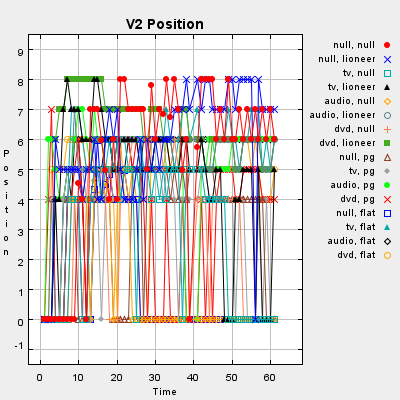 V2 Position
9
8
7
6
5
4
3
2
1
0
-1
Position
0 10 20 30 40 50 60
Time
null, null
null, lioneer
tv, null
tv, lioneer
audio, null
audio, lioneer
dvd, null
dvd, lioneer
null, pg
tv, pg
audio, pg
dvd, pg
null, flat
tv, flat
audio, flat
dvd, flat